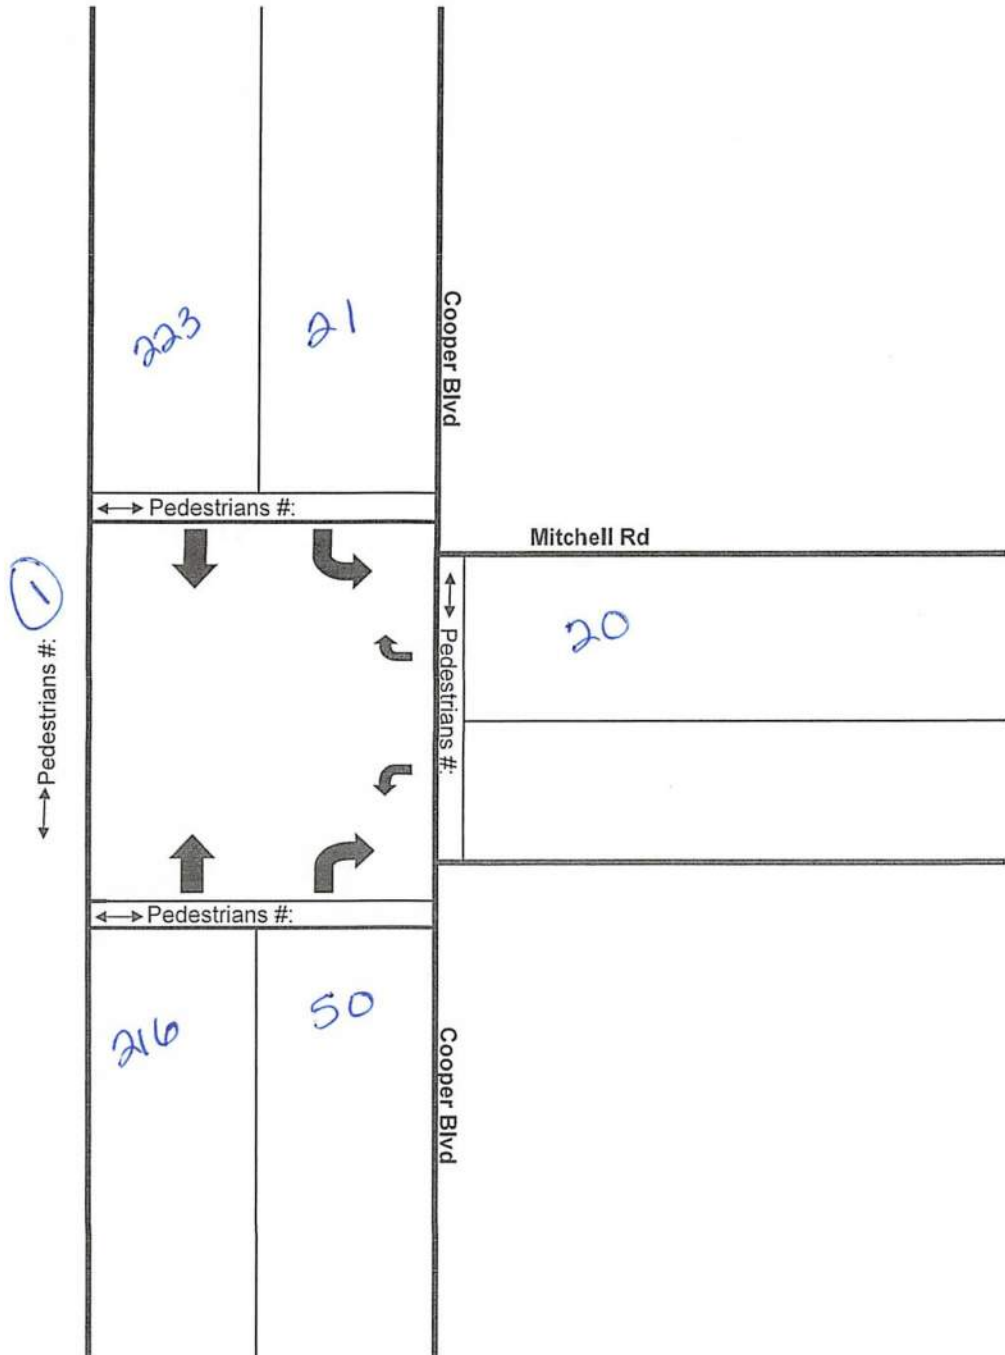 223
21
Cooper Blvd
Pedestrians #:
Mitchell Rd
1
Pedestrians #:
Pedestrians #:
20
Pedestrians #:
216
50
Cooper Blvd